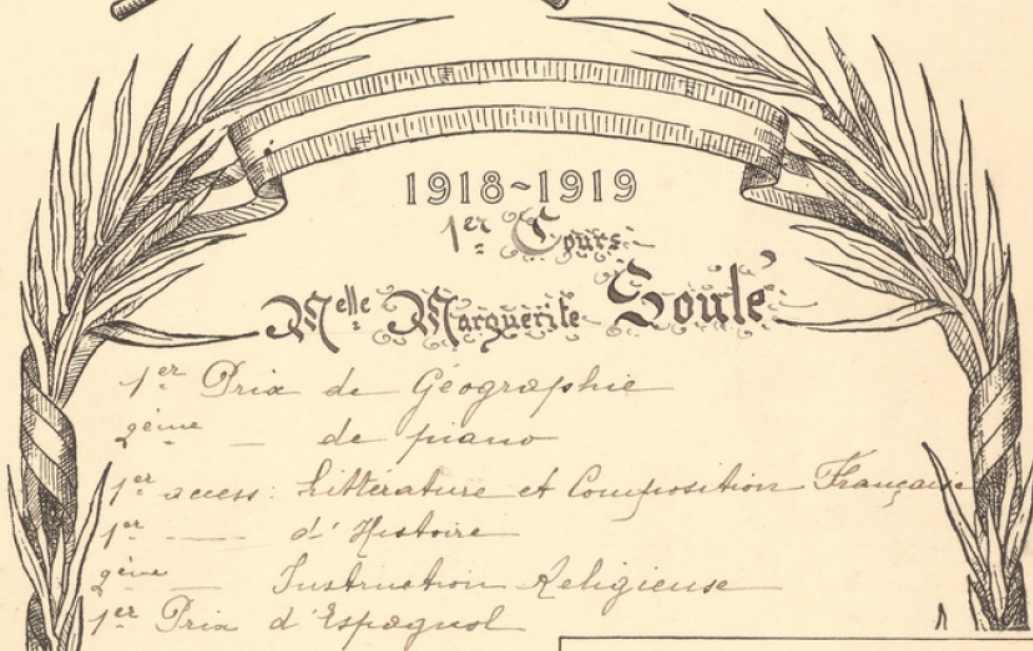 1918~1919
1er Cours
Melle Marguerite Soulé
1er Prix de Géographie
2ème — de piano
1er access: Littérature et Composition Française
1er —— d'Histoire
2ème — Instruction Religieuse
1er Prix d'Espagnol